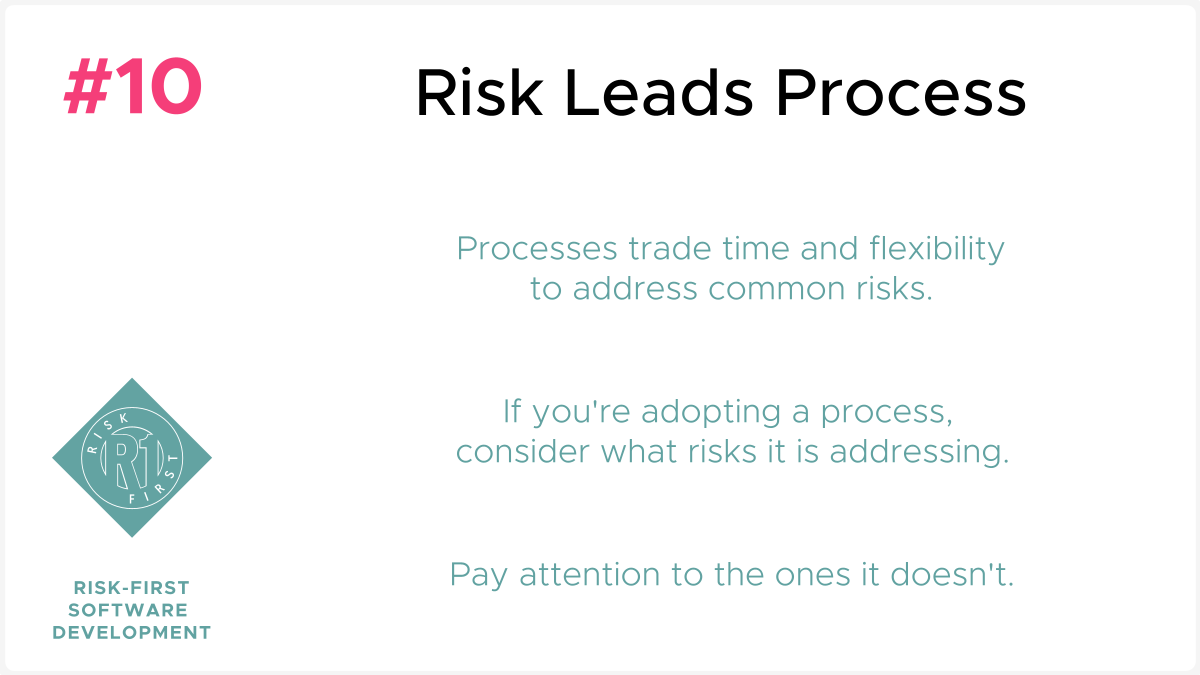 #10
Risk Leads Process
Processes trade time and flexibility
to address common risks.
If you're adopting a process,
consider what risks it is addressing.
Pay attention to the ones it doesn't.
RISK
R1
FIRST
RISK-FIRST
SOFTWARE
DEVELOPMENT